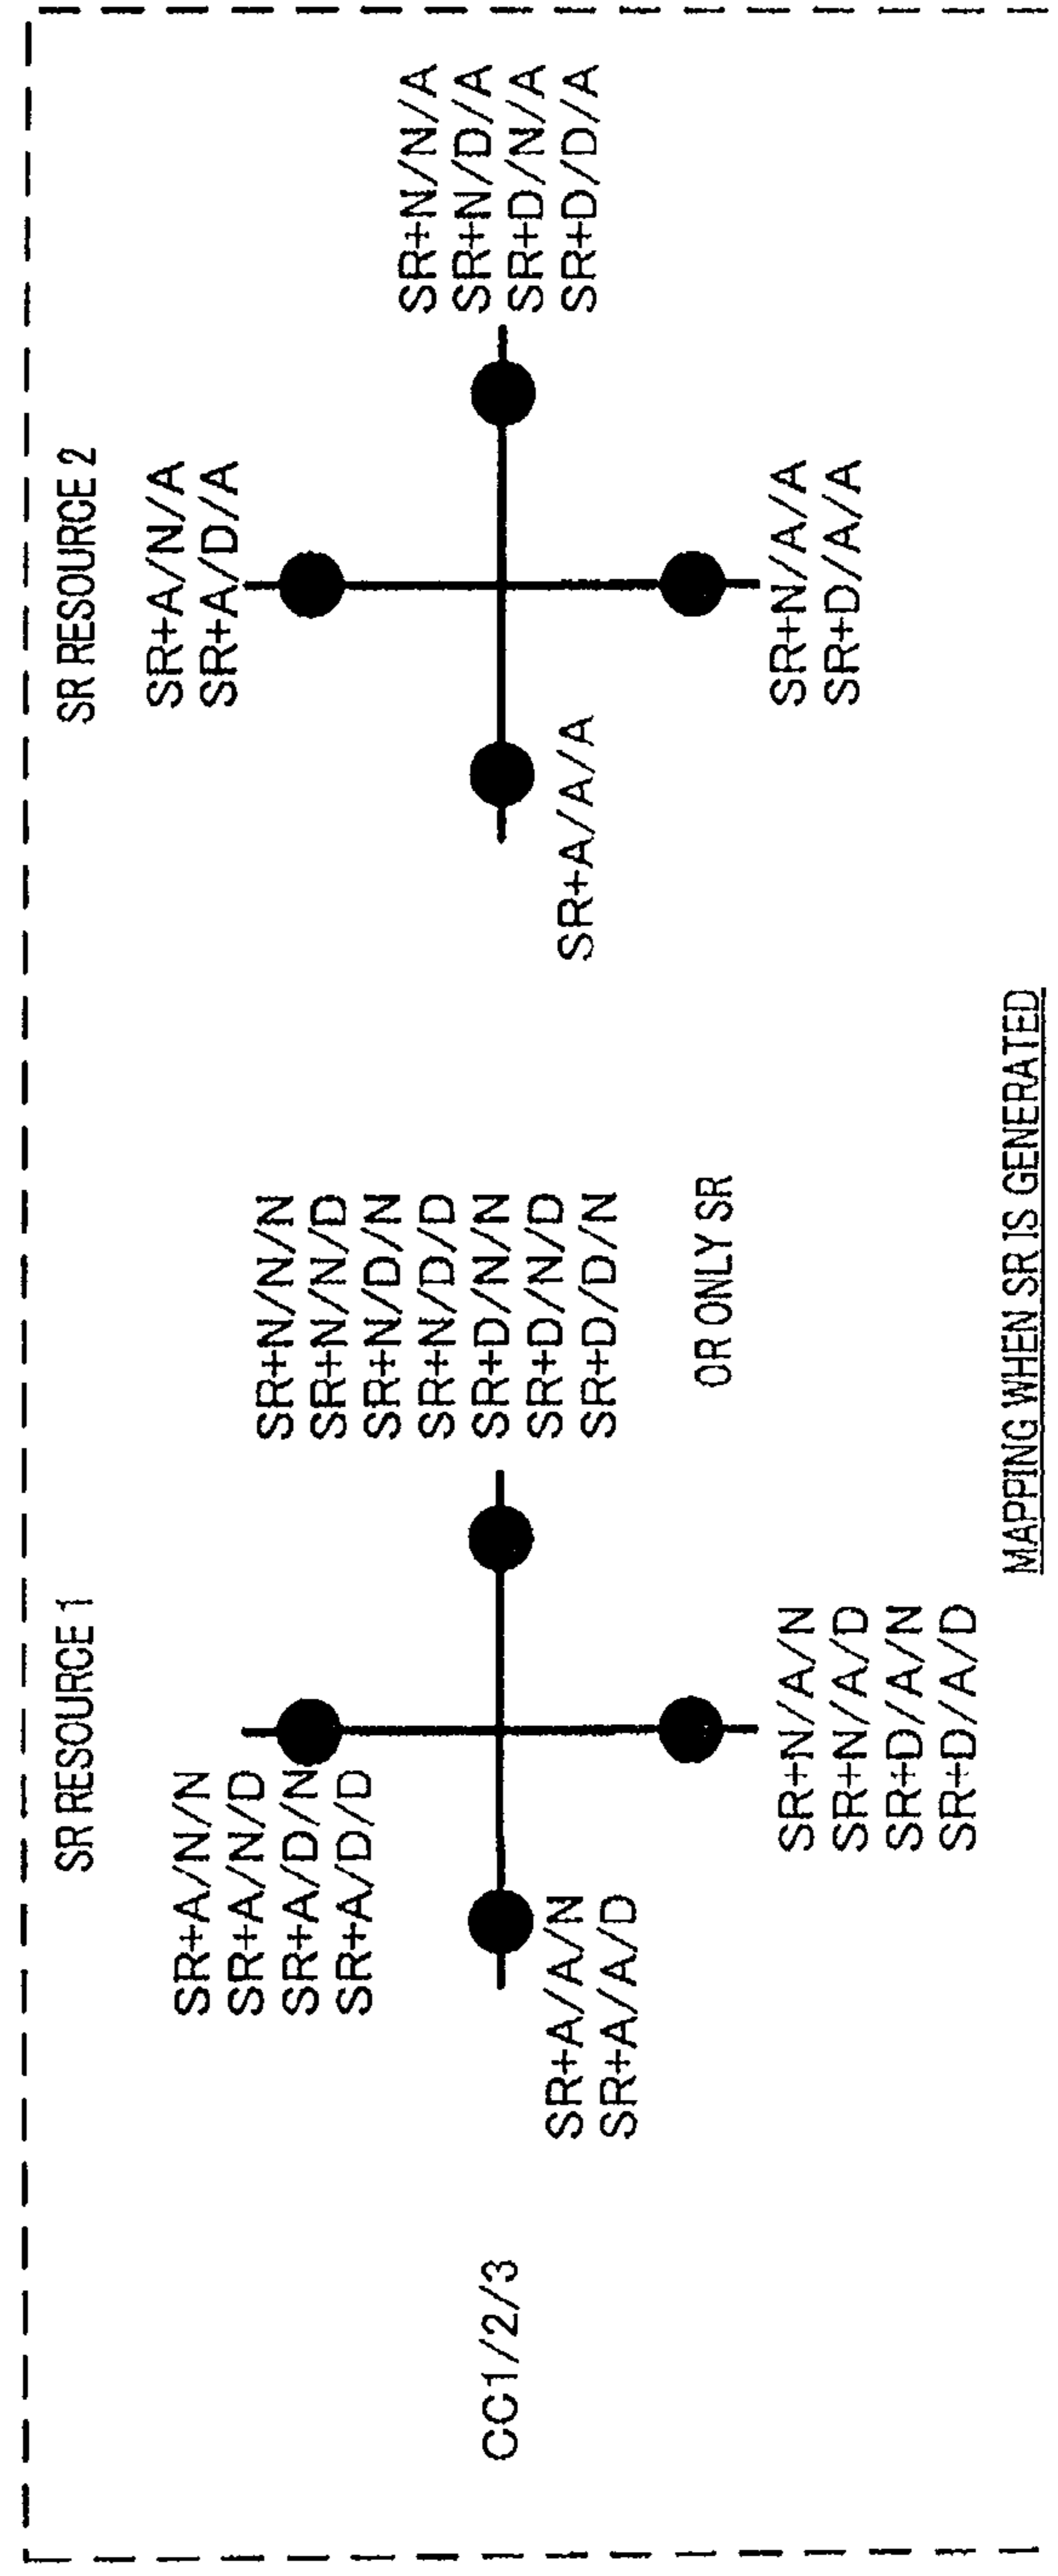 SR RESOURCE 1
SR+A/N/N
SR+A/N/D
SR+A/D/N
SR+A/D/D
SR+N/N/N
SR+N/N/D
SR+N/D/N
SR+N/D/D
SR+D/N/N
SR+D/N/D
SR+D/D/N
OR ONLY SR
CC1/2/3
SR+A/A/N
SR+A/A/D
SR+N/A/N
SR+N/A/D
SR+D/A/N
SR+D/A/D
SR RESOURCE 2
SR+A/N/A
SR+A/D/A
SR+N/N/A
SR+N/D/A
SR+D/N/A
SR+D/D/A
SR+A/A/A
SR+N/A/A
SR+D/A/A
MAPPING WHEN SR IS GENERATED